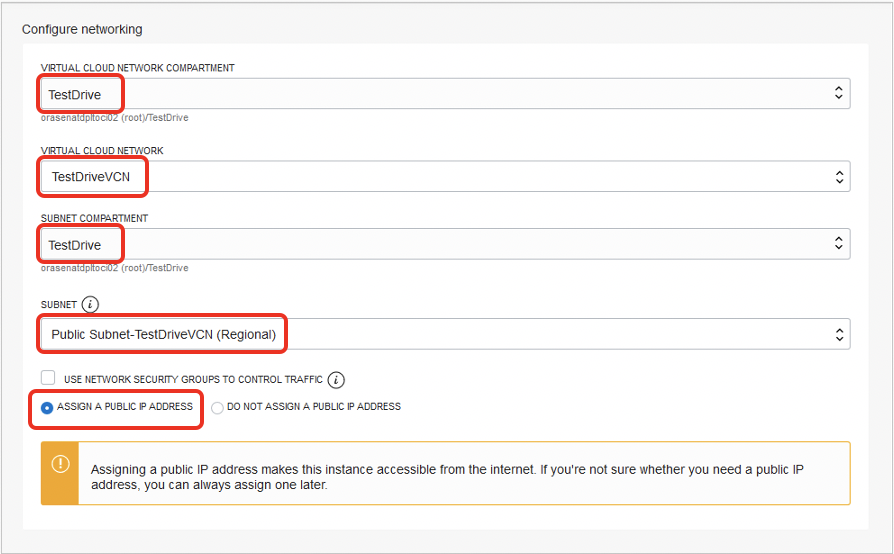 Configure networking
VIRTUAL CLOUD NETWORK COMPARTMENT
TestDrive
orasenatdpltoci02 (root)/TestDrive
VIRTUAL CLOUD NETWORK
TestDriveVCN
SUBNET COMPARTMENT
TestDrive
orasenatdpltoci02 (root)/TestDrive
SUBNET i
Public Subnet-TestDriveVCN (Regional)
USE NETWORK SECURITY GROUPS TO CONTROL TRAFFIC i
ASSIGN A PUBLIC IP ADDRESS DO NOT ASSIGN A PUBLIC IP ADDRESS
Assigning a public IP address makes this instance accessible from the internet. If you're not sure whether you need a public IP
address, you can always assign one later.